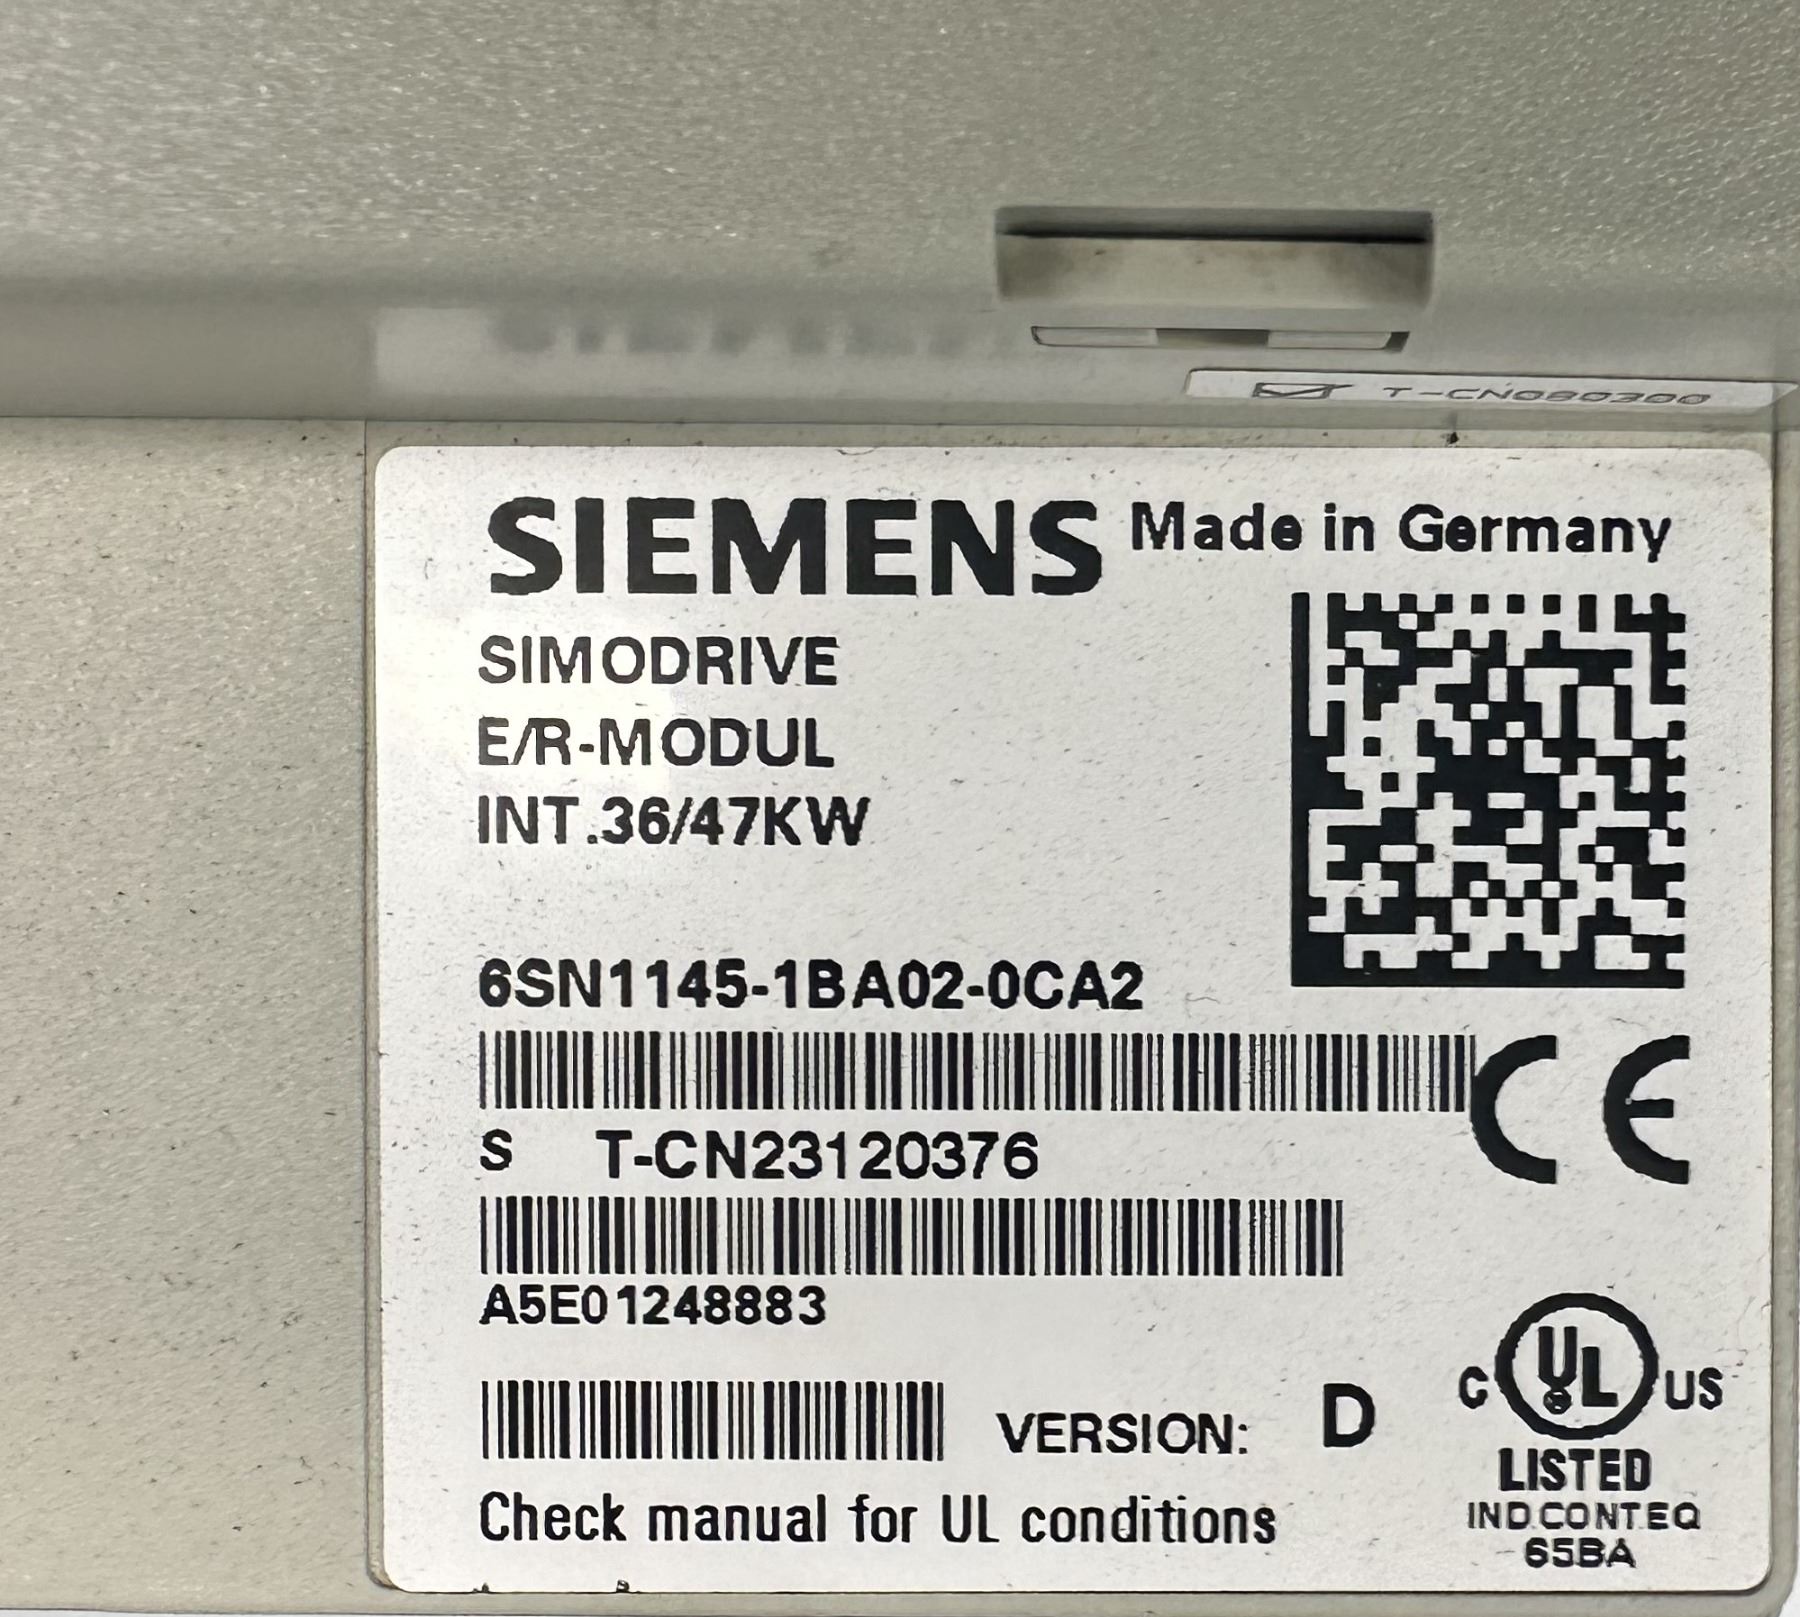 T-CN080300
SIEMENS Made in Germany
SIMODRIVE
E/R-MODUL
INT.36/47KW
6SN1145-1BA02-0CA2
CE
S T-CN23120376
A5E01248883
C UL US
VERSION: D
LISTED
IND.CONT.EQ
Check manual for UL conditions
65BA